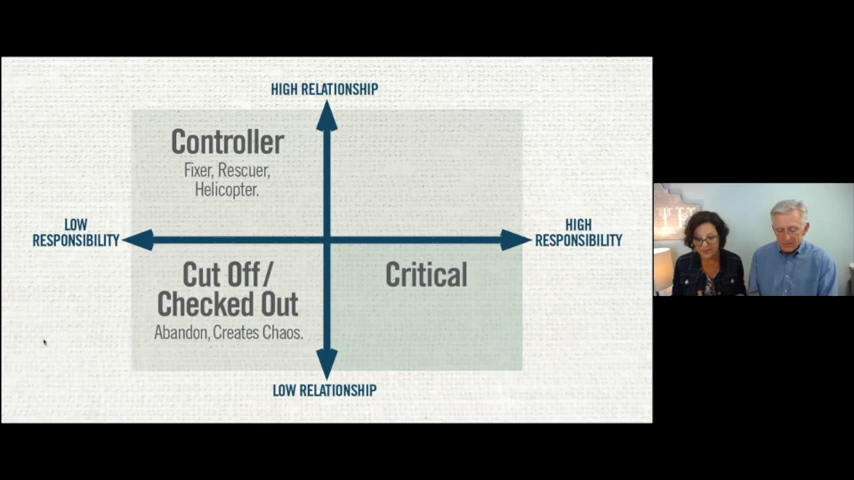 HIGH RELATIONSHIP
Controller
Fixer, Rescuer,
Helicopter.
LOW
RESPONSIBILITY
HIGH
RESPONSIBILITY
Cut Off/
Checked Out
Abandon, Creates Chaos.
Critical
LOW RELATIONSHIP